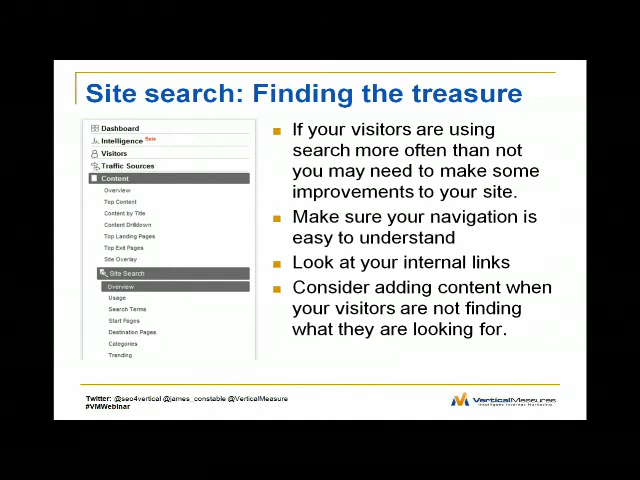 Site search: Finding the treasure
Dashboard
Intelligence Beta
Visitors
Traffic Sources
Content
Overview
Top Content
Content by Title
Content Drilldown
Top Landing Pages
Top Exit Pages
Site Overlay
Site Search
Overview
Usage
Search Terms
Start Pages
Destination Pages
Categories
Trending
If your visitors are using
search more often than not
you may need to make some
improvements to your site.
Make sure your navigation is
easy to understand
Look at your internal links
Consider adding content when
your visitors are not finding
what they are looking for.
Twitter: @seo4vertical @james_constable @VerticalMeasure
#VMWebinar
VerticalMeasures
Intelligent Internet Marketing